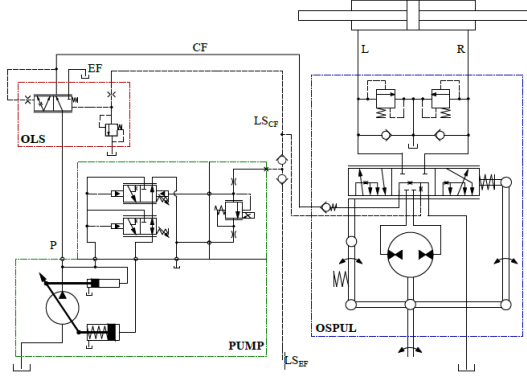 CF
L
R
EF
OLS
LS_CF
P
PUMP
OSPUL
LS_EF